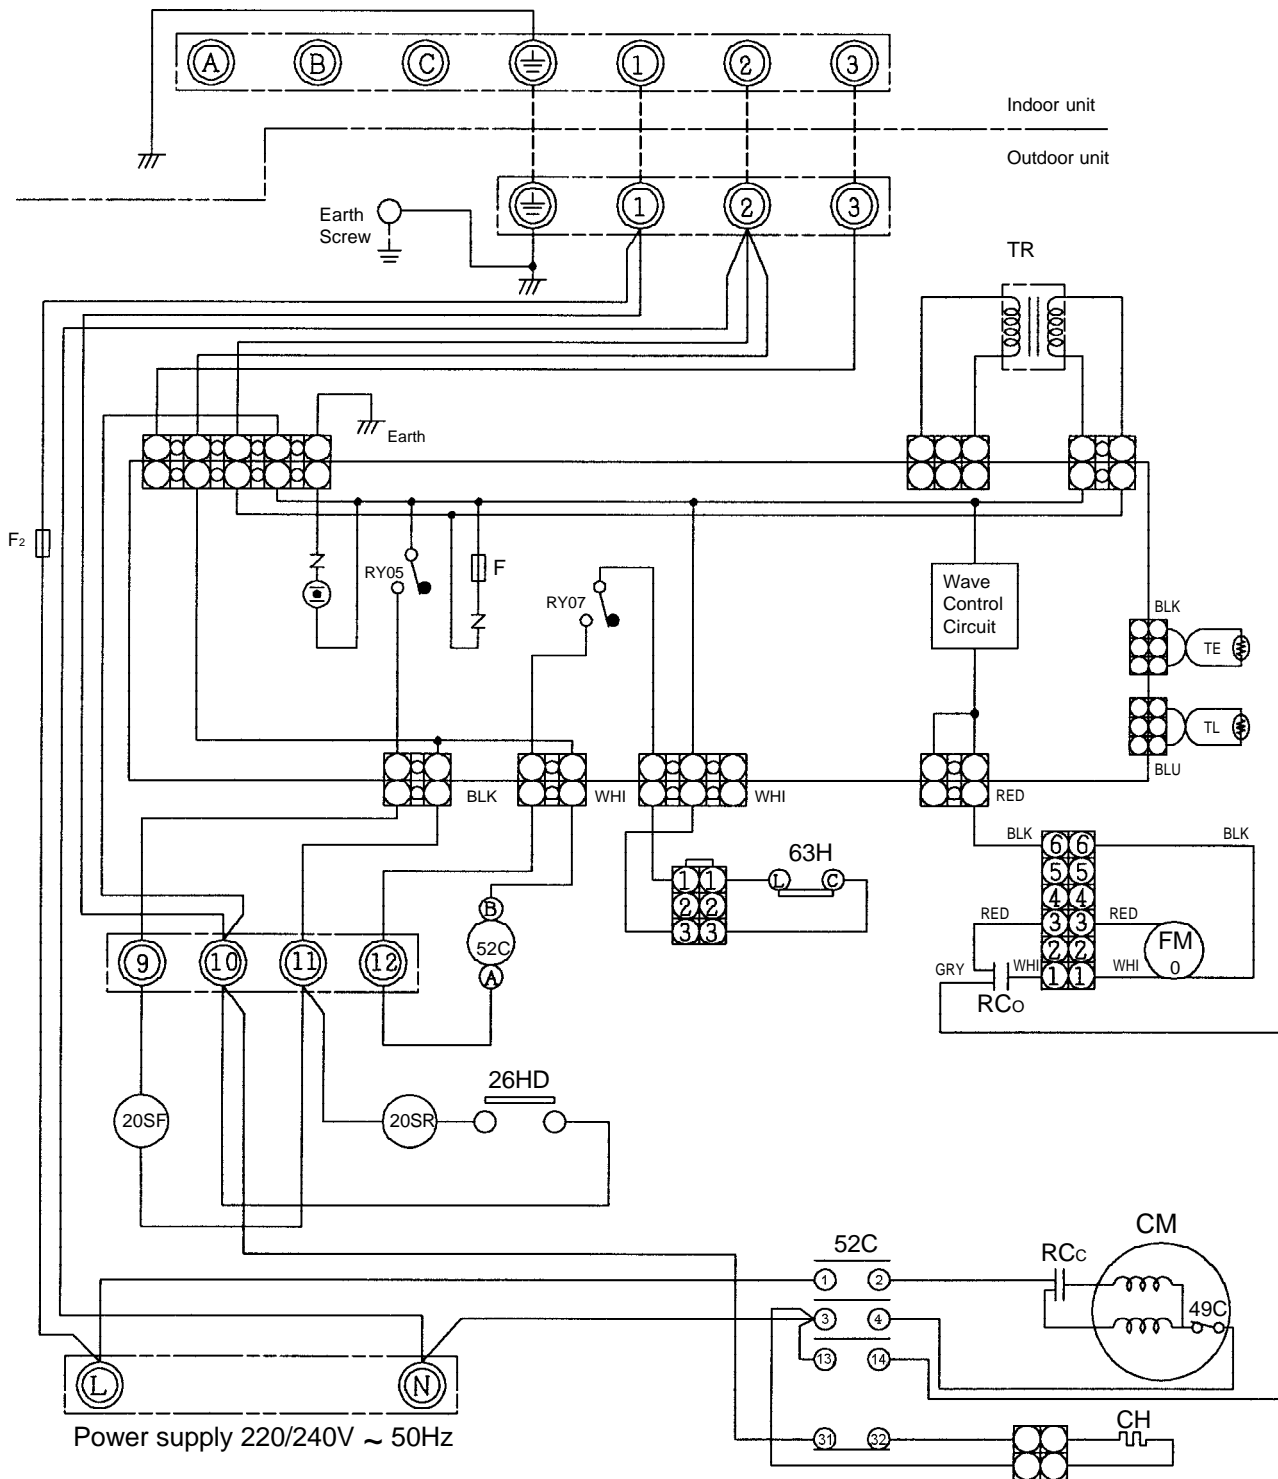 A B C 1 2 3
Indoor unit
Outdoor unit
Earth
Screw
1 2 3
TR
Earth
F2
RY05
F
RY07
Wave
Control
Circuit
BLK
TE
TL
BLU
BLK
WHI
WHI
RED
63H
BLK
6 6
BLK
5 5
4 4
RED
3 3
RED
2 2
GRY
WHI
1 1
WHI
FM
O
RCO
1 1
2 2
3 3
L C
B
52C
A
9 10 11 12
26HD
20SF
20SR
CM
52C
RCC
1 2
49C
3 4
13 14
L N
CH
31 32
Power supply 220/240V ~ 50Hz